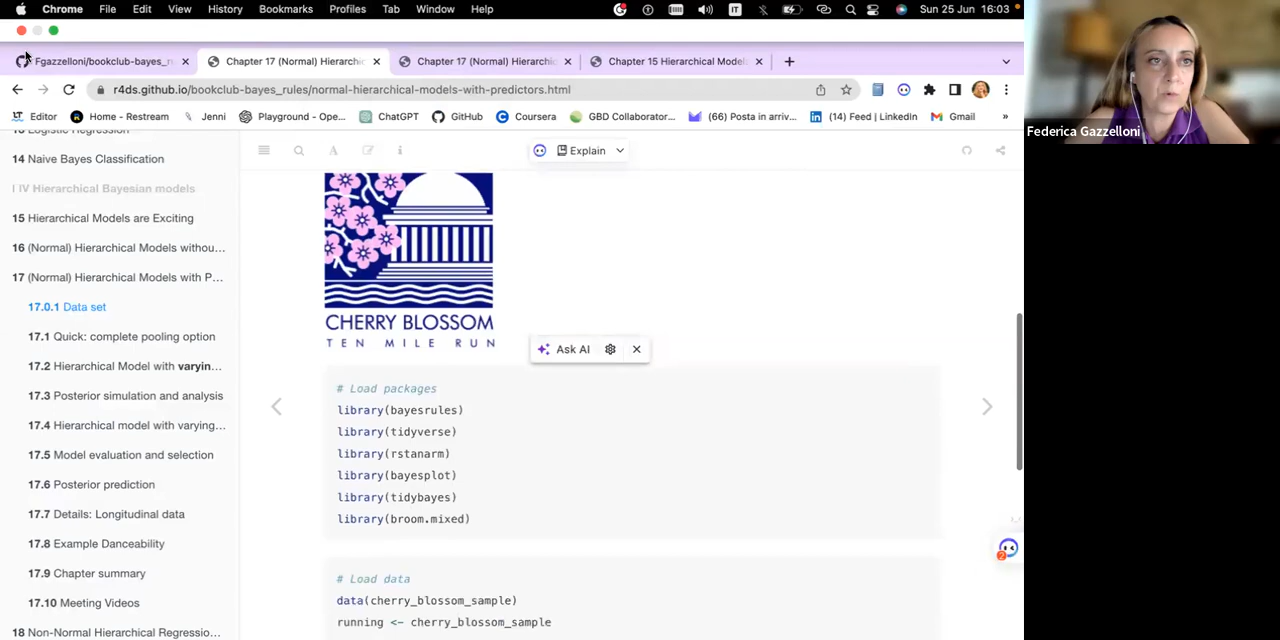 Chrome File Edit View History Bookmarks Profiles Tab Window Help IT Sun 25 Jun 16:03
Fgazzelloni/bookclub-bayes_r Chapter 17 (Normal) Hierarchic Chapter 17 (Normal) Hierarchic Chapter 15 Hierarchical Model
r4ds.github.io/bookclub-bayes_rules/normal-hierarchical-models-with-predictors.html
Editor Home - Restream Jenni Playground - Ope... ChatGPT GitHub Coursera GBD Collaborator... (66) Posta in arriv... (14) Feed | LinkedIn Gmail »
13 Logistic Regression
14 Naive Bayes Classification
I IV Hierarchical Bayesian models
15 Hierarchical Models are Exciting
16 (Normal) Hierarchical Models withou...
17 (Normal) Hierarchical Models with P...
17.0.1 Data set
17.1 Quick: complete pooling option
17.2 Hierarchical Model with varyin...
17.3 Posterior simulation and analysis
17.4 Hierarchical model with varying...
17.5 Model evaluation and selection
17.6 Posterior prediction
17.7 Details: Longitudinal data
17.8 Example Danceability
17.9 Chapter summary
17.10 Meeting Videos
18 Non-Normal Hierarchical Regressio...
Explain
CHERRY BLOSSOM
TEN MILE RUN
Ask AI
# Load packages
library(bayesrules)
library(tidyverse)
library(rstanarm)
library(bayesplot)
library(tidybayes)
library(broom.mixed)
# Load data
data(cherry_blossom_sample)
running <- cherry_blossom_sample
2
Federica Gazzelloni